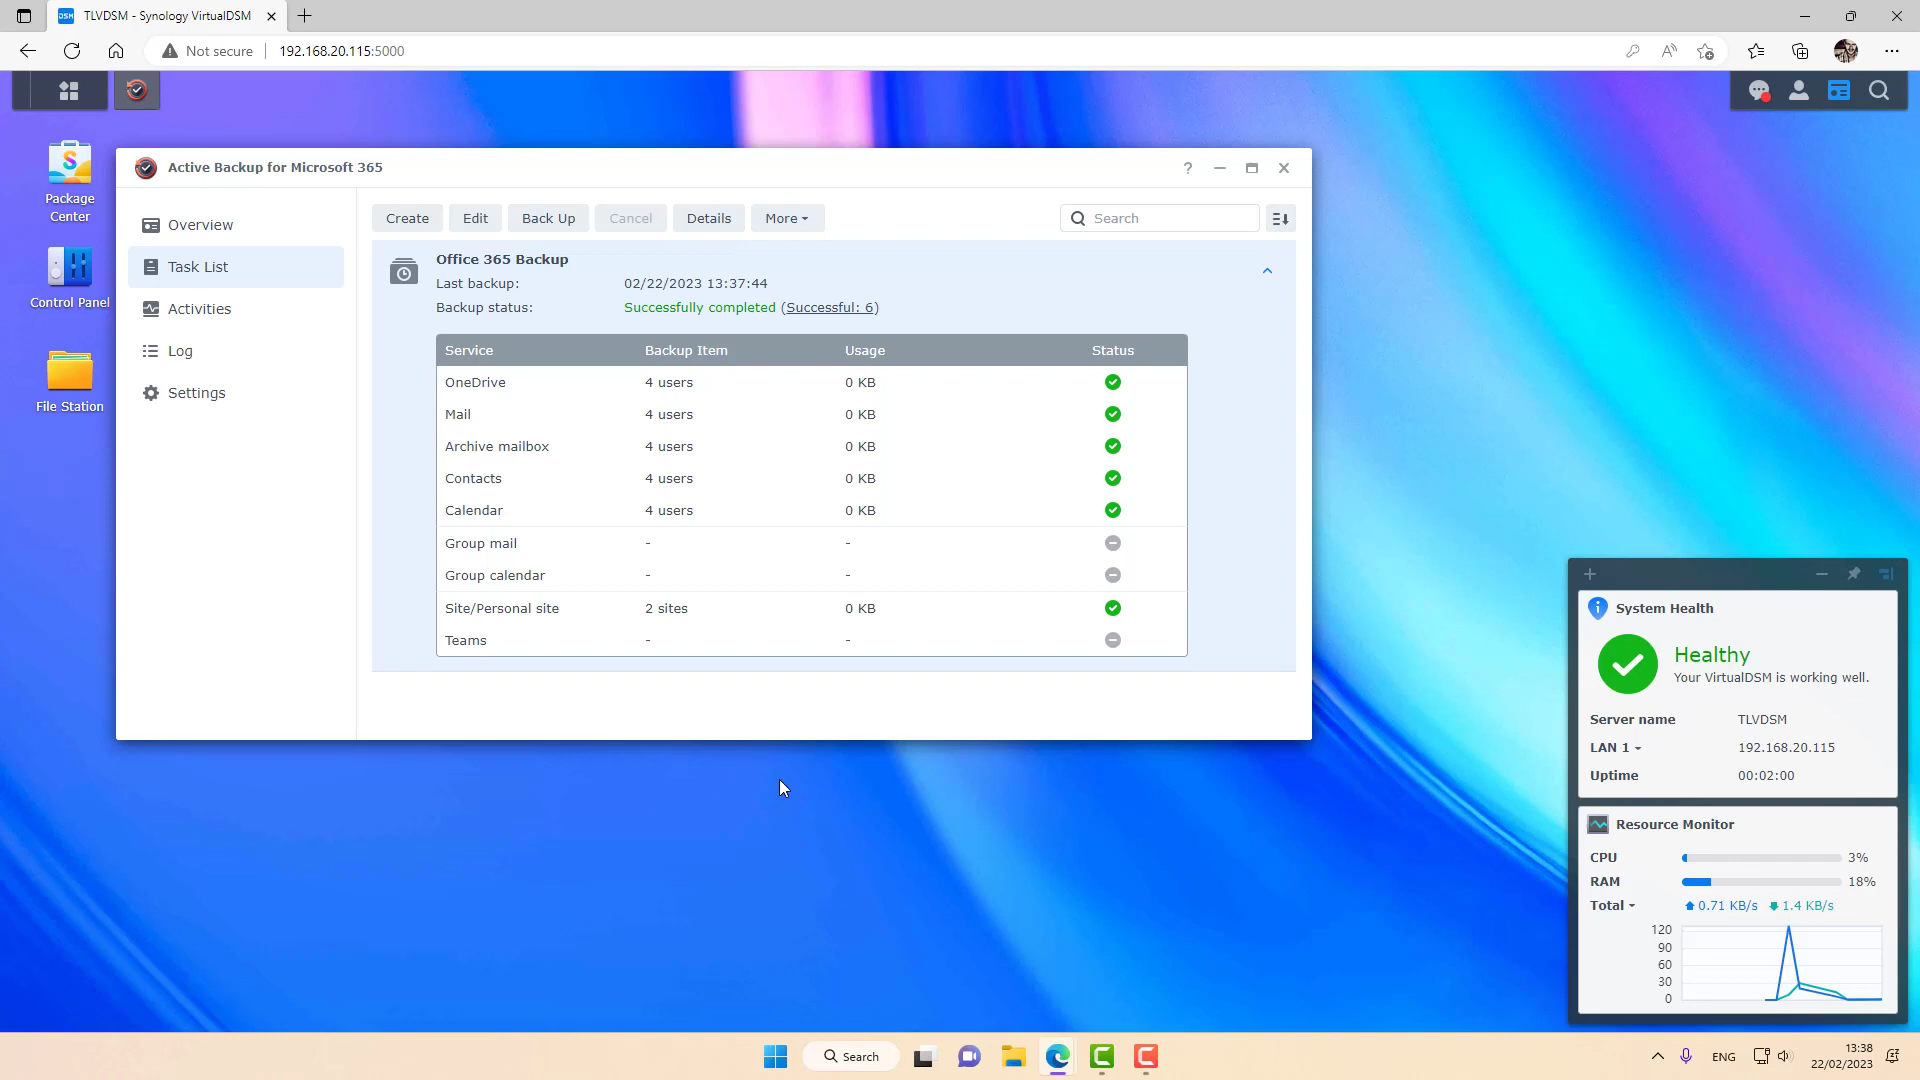 TLVDSM - Synology VirtualDSM
Not secure
192.168.20.115:5000
Package Center
Control Panel
File Station
Active Backup for Microsoft 365
?
Overview
Task List
Activities
Log
Settings
Create Edit Back Up Cancel Details More
Search
Office 365 Backup
Last backup: 02/22/2023 13:37:44
Backup status: Successfully completed (Successful: 6)
Service Backup Item Usage Status
OneDrive 4 users 0 KB
Mail 4 users 0 KB
Archive mailbox 4 users 0 KB
Contacts 4 users 0 KB
Calendar 4 users 0 KB
Group mail - -
Group calendar - -
Site/Personal site 2 sites 0 KB
Teams - -
System Health
Healthy
Your VirtualDSM is working well.
Server name TLVDSM
LAN 1 192.168.20.115
Uptime 00:02:00
Resource Monitor
CPU 3%
RAM 18%
Total 0.71 KB/s 1.4 KB/s
120
90
60
30
0
Search
ENG
13:38
22/02/2023